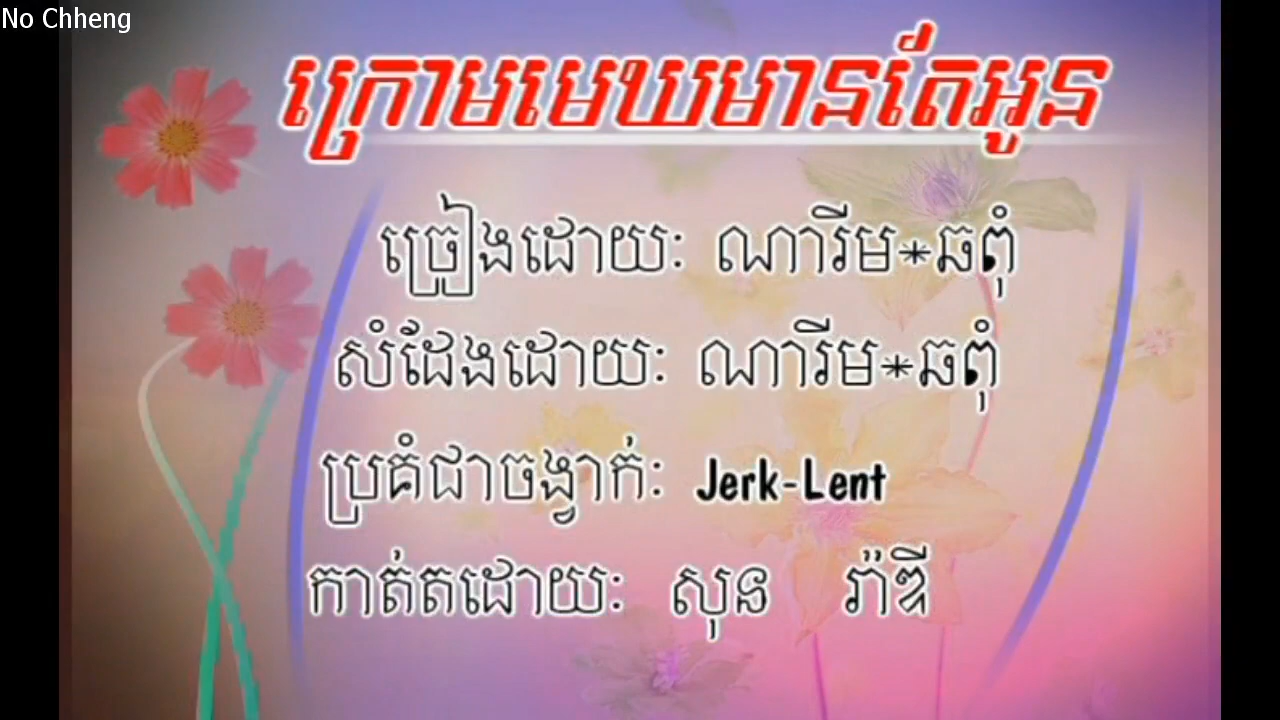 No Chheng
ក្រោមមេឃមានតែអូន
ច្រៀងដោយៈ ណារីម*ឆពុំ
សំដែងដោយៈ ណារីម*ឆពុំ
ប្រគំជាចង្វាក់ៈ Jerk-Lent
កាត់តដោយៈ សុន រ៉ាឌី